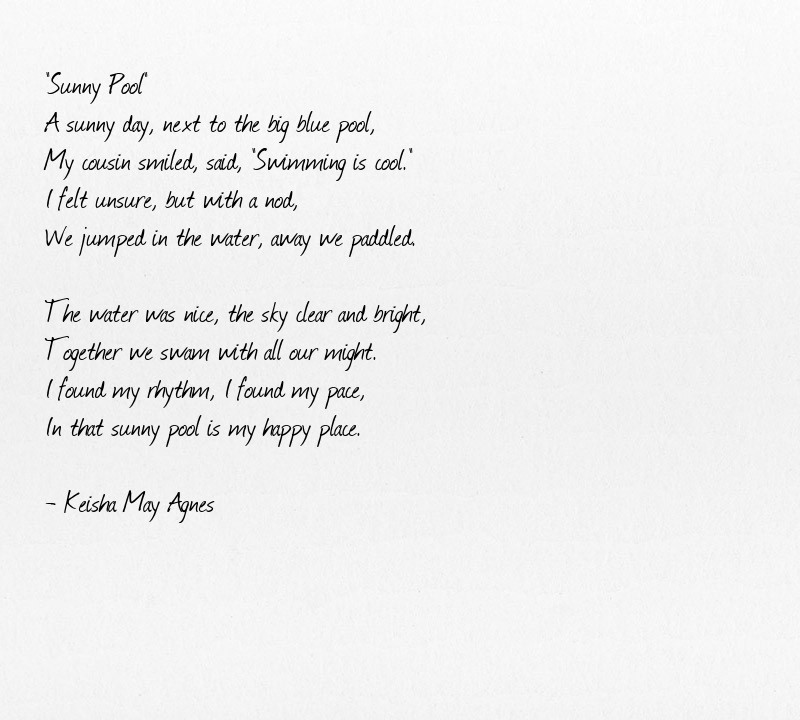 "Sunny Pool"
A sunny day, next to the big blue pool,
My cousin smiled, said, "Swimming is cool."
I felt unsure, but with a nod,
We jumped in the water, away we paddled.

The water was nice, the sky clear and bright,
Together we swam with all our might.
I found my rhythm, I found my pace,
In that sunny pool is my happy place.

- Keisha May Agnes